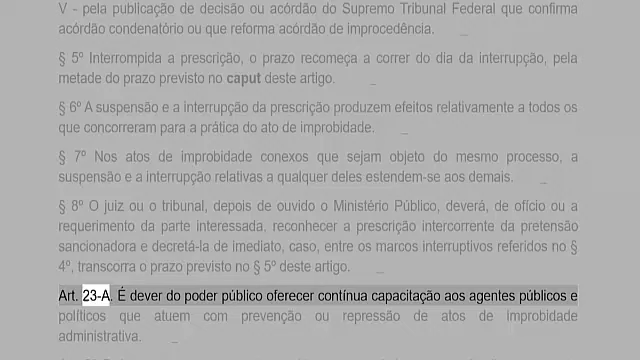 V - pela publicação de decisão ou acórdão do Supremo Tribunal Federal que confirma
acórdão condenatório ou que reforma acórdão de improcedência.
§ 5º Interrompida a prescrição, o prazo recomeça a correr do dia da interrupção, pela
metade do prazo previsto no caput deste artigo.
§ 6º A suspensão e a interrupção da prescrição produzem efeitos relativamente a todos os
que concorreram para a prática do ato de improbidade.
§ 7º Nos atos de improbidade conexos que sejam objeto do mesmo processo, a
suspensão e a interrupção relativas a qualquer deles estendem-se aos demais.
§ 8º O juiz ou o tribunal, depois de ouvido o Ministério Público, deverá, de ofício ou a
requerimento da parte interessada, reconhecer a prescrição intercorrente da pretensão
sancionadora e decretá-la de imediato, caso, entre os marcos interruptivos referidos no §
4º, transcorra o prazo previsto no § 5º deste artigo.
Art. 23-A. É dever do poder público oferecer contínua capacitação aos agentes públicos e
políticos que atuem com prevenção ou repressão de atos de improbidade
administrativa.